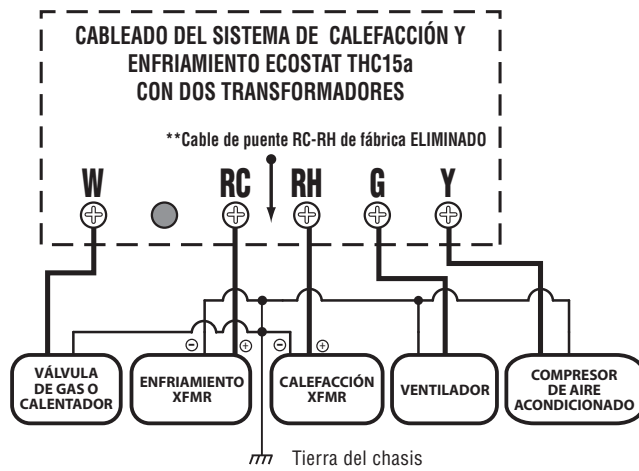 CABLEADO DEL SISTEMA DE CALEFACCIÓN Y
ENFRIAMIENTO ECOSTAT THC15a
CON DOS TRANSFORMADORES
**Cable de puente RC-RH de fábrica ELIMINADO
W RC RH G Y
⊖ ⊕ ⊖ ⊕
VÁLVULA
DE GAS O
CALENTADOR
ENFRIAMIENTO
XFMR
CALEFACCIÓN
XFMR
VENTILADOR
COMPRESOR
DE AIRE
ACONDICIONADO
Tierra del chasis